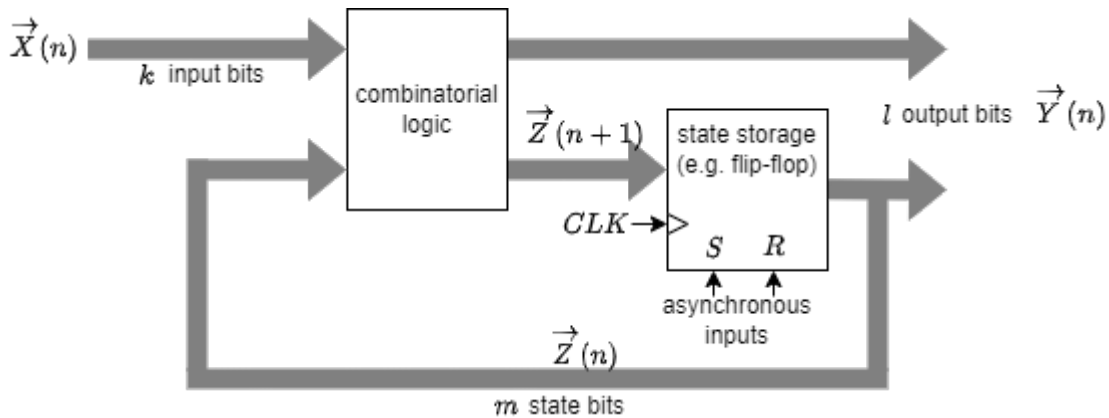 X⃗(n)
k input bits
combinatorial
logic
Z⃗(n + 1)
state storage
(e.g. flip-flop)
l output bits Y⃗(n)
CLK
S R
asynchronous
inputs
Z⃗(n)
m state bits